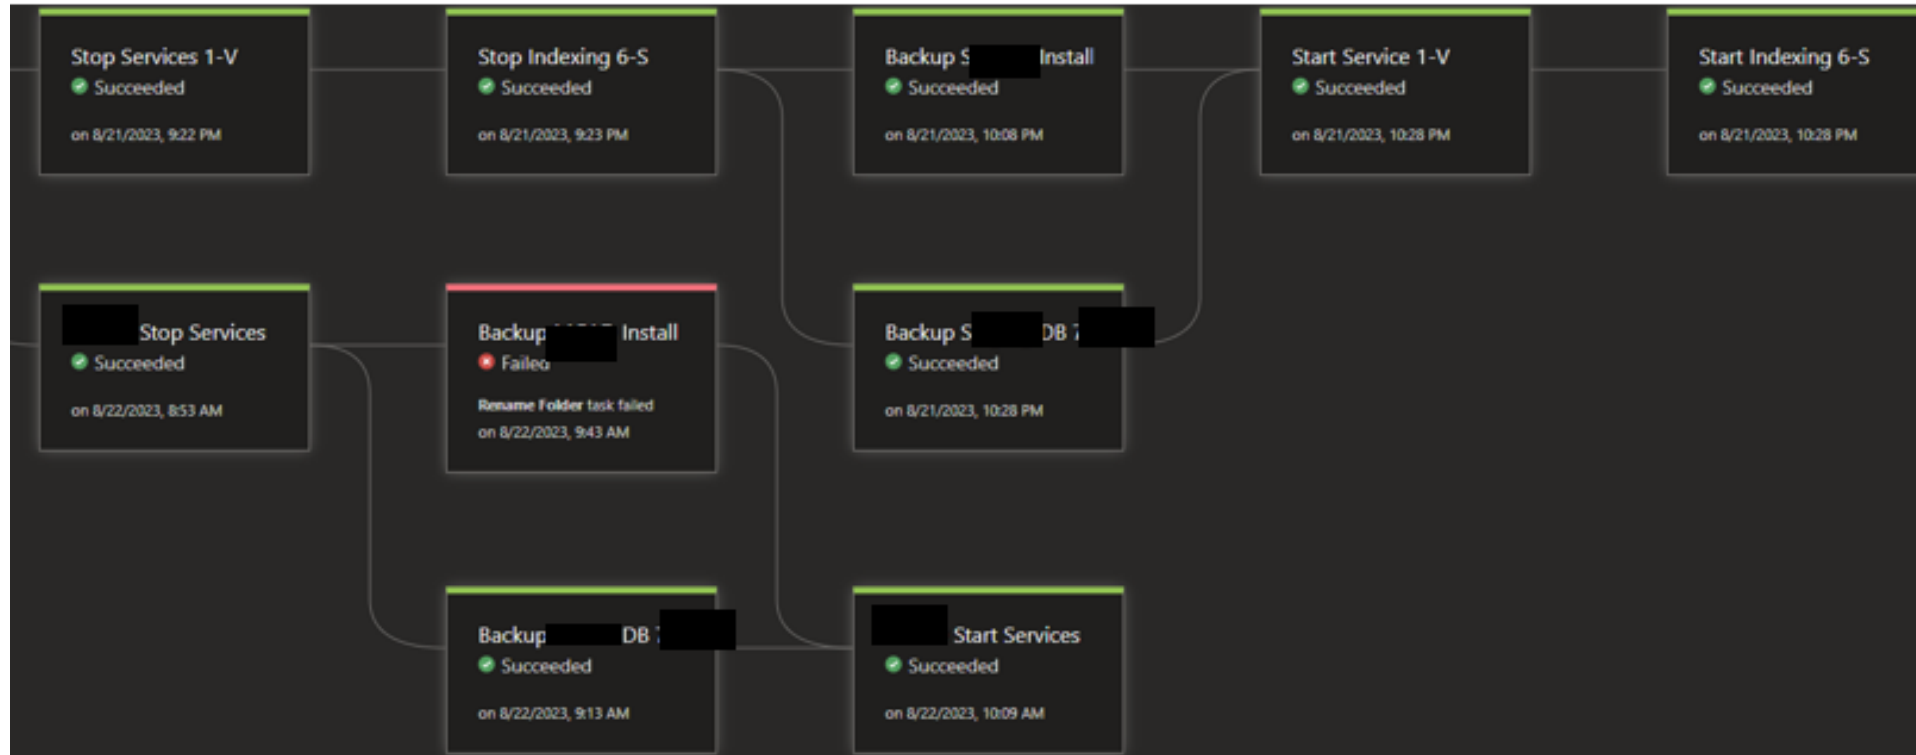 Stop Services 1-V
Succeeded
on 8/21/2023, 9:22 PM
Stop Indexing 6-S
Succeeded
on 8/21/2023, 9:23 PM
Backup S Install
Succeeded
on 8/21/2023, 10:08 PM
Start Service 1-V
Succeeded
on 8/21/2023, 10:28 PM
Start Indexing 6-S
Succeeded
on 8/21/2023, 10:28 PM
Stop Services
Succeeded
on 8/22/2023, 8:53 AM
Backup Install
Failed
Rename Folder task failed
on 8/22/2023, 9:43 AM
Backup S DB 7
Succeeded
on 8/21/2023, 10:28 PM
Backup DB 7
Succeeded
on 8/22/2023, 9:13 AM
Start Services
Succeeded
on 8/22/2023, 10:09 AM